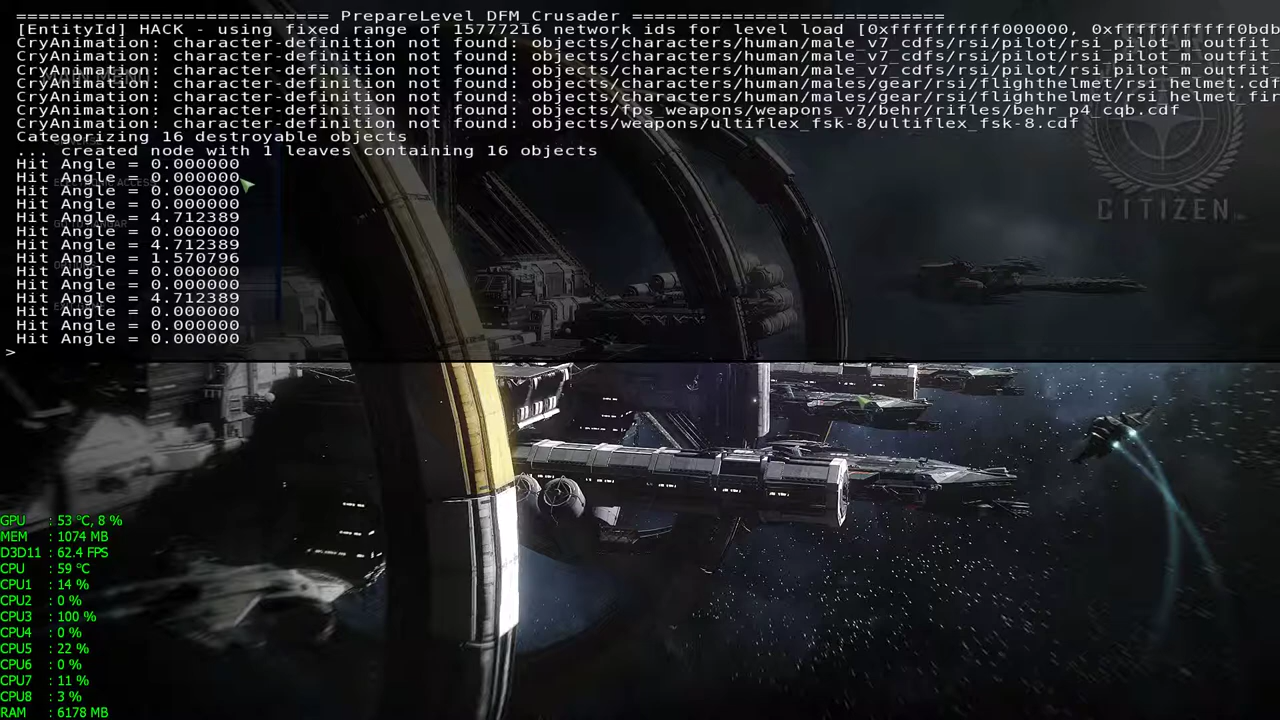 ========================== PrepareLevel DFM_Crusader ==========================
[EntityId] HACK - using fixed range of 15777216 network ids for level load [0xffffffffff000000, 0xfffffffffff0bdb
CryAnimation: character-definition not found: objects/characters/human/male_v7_cdfs/rsi/pilot/rsi_pilot_m_outfit_
CryAnimation: character-definition not found: objects/characters/human/male_v7_cdfs/rsi/pilot/rsi_pilot_m_outfit_
CryAnimation: character-definition not found: objects/characters/human/male_v7_cdfs/rsi/pilot/rsi_pilot_m_outfit_
CryAnimation: character-definition not found: objects/characters/human/males/gear/rsi/flighthelmet/rsi_helmet.cdf
CryAnimation: character-definition not found: objects/characters/human/males/gear/rsi/flighthelmet/rsi_helmet_fir
CryAnimation: character-definition not found: objects/fps_weapons/weapons_v7/behr/rifles/behr_p4_cqb.cdf
CryAnimation: character-definition not found: objects/weapons/ultiflex_fsk-8/ultiflex_fsk-8.cdf
Categorizing 16 destroyable objects
... created node with 1 leaves containing 16 objects
Hit Angle = 0.000000
Hit Angle = 0.000000
Hit Angle = 0.000000
Hit Angle = 0.000000
Hit Angle = 4.712389
Hit Angle = 0.000000
Hit Angle = 4.712389
Hit Angle = 1.570796
Hit Angle = 0.000000
Hit Angle = 0.000000
Hit Angle = 4.712389
Hit Angle = 0.000000
Hit Angle = 0.000000
Hit Angle = 0.000000
>
CITIZEN
GPU : 53 °C, 8 %
MEM : 1074 MB
D3D11 : 62.4 FPS
CPU : 59 °C
CPU1 : 14 %
CPU2 : 0 %
CPU3 : 100 %
CPU4 : 0 %
CPU5 : 22 %
CPU6 : 0 %
CPU7 : 11 %
CPU8 : 3 %
RAM : 6178 MB